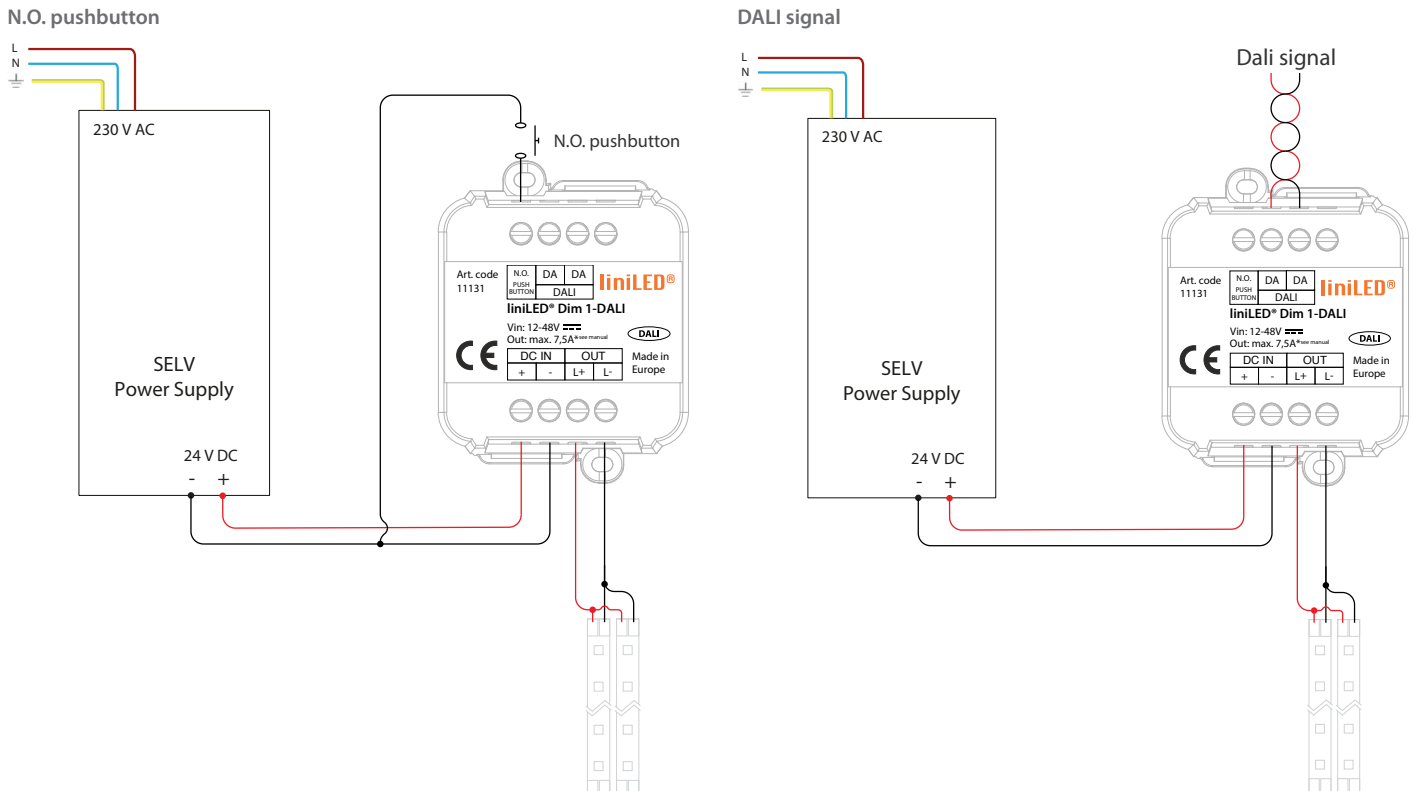 N.O. pushbutton
L
N
230 V AC
SELV
Power Supply
24 V DC
- +
N.O. pushbutton
Art. code
11131
N.O.
PUSH
BUTTON
DA DA
DALI
liniLED®
liniLED® Dim 1-DALI
Vin: 12-48V
Out: max. 7,5A*see manual
DALI
CE
DC IN OUT
+ - L+ L-
Made in
Europe
DALI signal
L
N
230 V AC
SELV
Power Supply
24 V DC
- +
Dali signal
Art. code
11131
N.O.
PUSH
BUTTON
DA DA
DALI
liniLED®
liniLED® Dim 1-DALI
Vin: 12-48V
Out: max. 7,5A*see manual
DALI
CE
DC IN OUT
+ - L+ L-
Made in
Europe